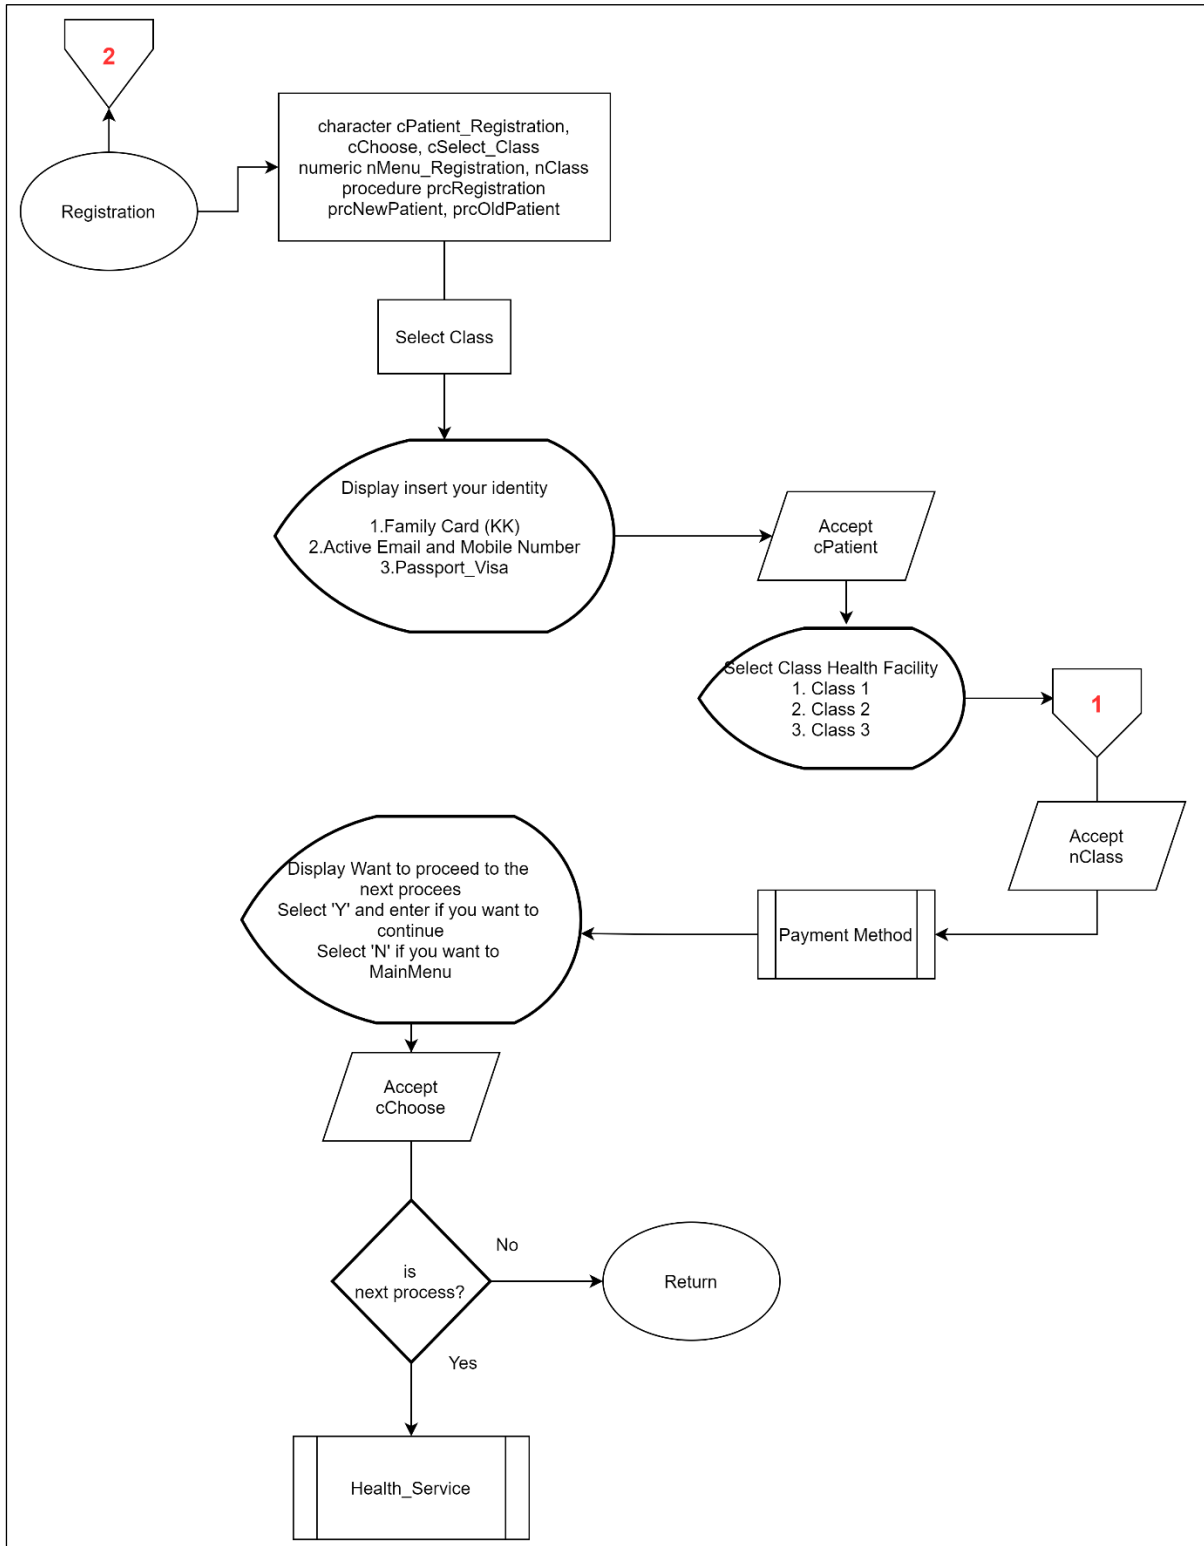 2
Registration
character cPatient_Registration,
cChoose, cSelect_Class
numeric nMenu_Registration, nClass
procedure prcRegistration
prcNewPatient, prcOldPatient
Select Class
Display insert your identity
1.Family Card (KK)
2.Active Email and Mobile Number
3.Passport_Visa
Accept
cPatient
Select Class Health Facility
1. Class 1
2. Class 2
3. Class 3
1
Accept
nClass
Payment Method
Display Want to proceed to the
next procees
Select 'Y' and enter if you want to
continue
Select 'N' if you want to
MainMenu
Accept
cChoose
is
next process?
No
Return
Yes
Health_Service